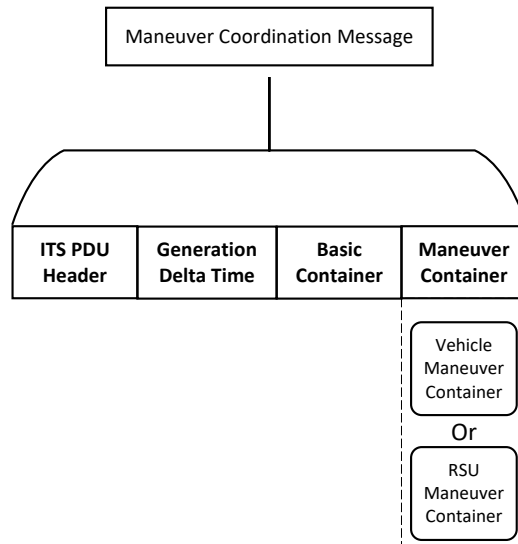 Maneuver Coordination Message
ITS PDU Header
Generation Delta Time
Basic Container
Maneuver Container
Vehicle
Maneuver
Container
Or
RSU
Maneuver
Container